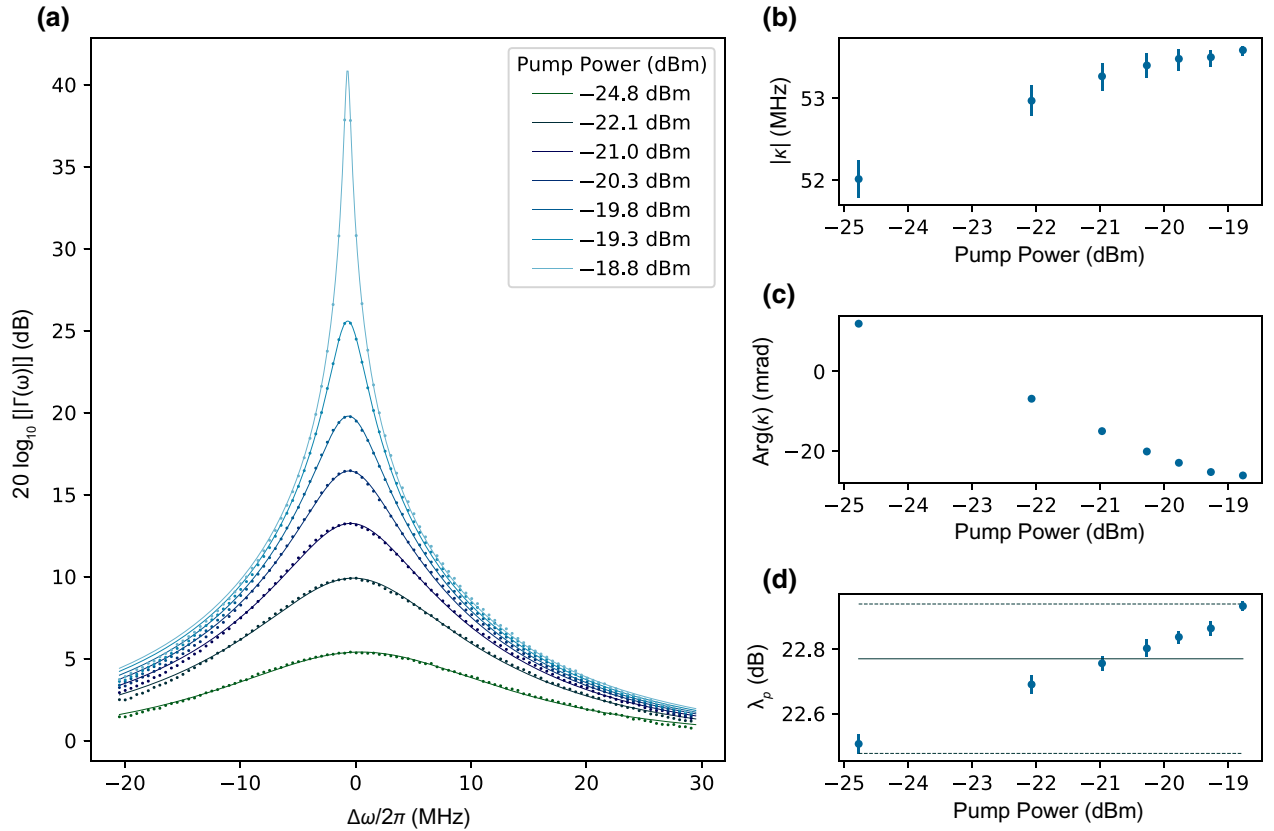 (a)
40
35
30
25
20
15
10
5
0
20 log₁₀ [|Γ(ω)|] (dB)
−20
−10
0
10
20
30
Δω/2π (MHz)
Pump Power (dBm)
−24.8 dBm
−22.1 dBm
−21.0 dBm
−20.3 dBm
−19.8 dBm
−19.3 dBm
−18.8 dBm
(b)
53
52
|κ| (MHz)
−25 −24 −23 −22 −21 −20 −19
Pump Power (dBm)
(c)
0
−20
Arg(κ) (mrad)
−25 −24 −23 −22 −21 −20 −19
Pump Power (dBm)
(d)
22.8
22.6
λₚ (dB)
−25 −24 −23 −22 −21 −20 −19
Pump Power (dBm)